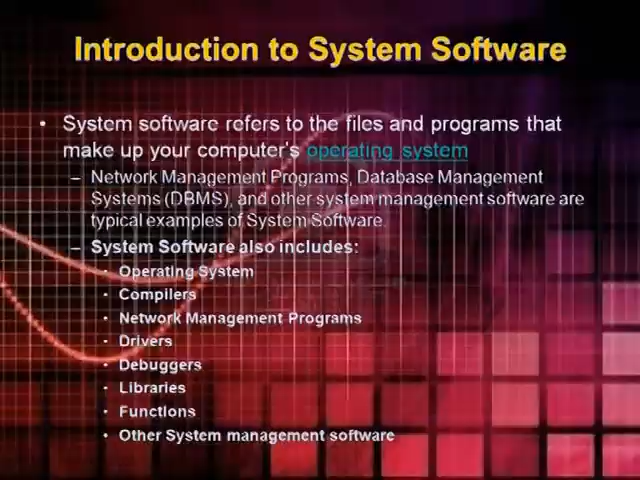 Introduction to System Software
• System software refers to the files and programs that
make up your computer's operating system
– Network Management Programs, Database Management
Systems (DBMS), and other system management software are
typical examples of System Software.
– System Software also includes:
• Operating System
• Compilers
• Network Management Programs
• Drivers
• Debuggers
• Libraries
• Functions
• Other System management software